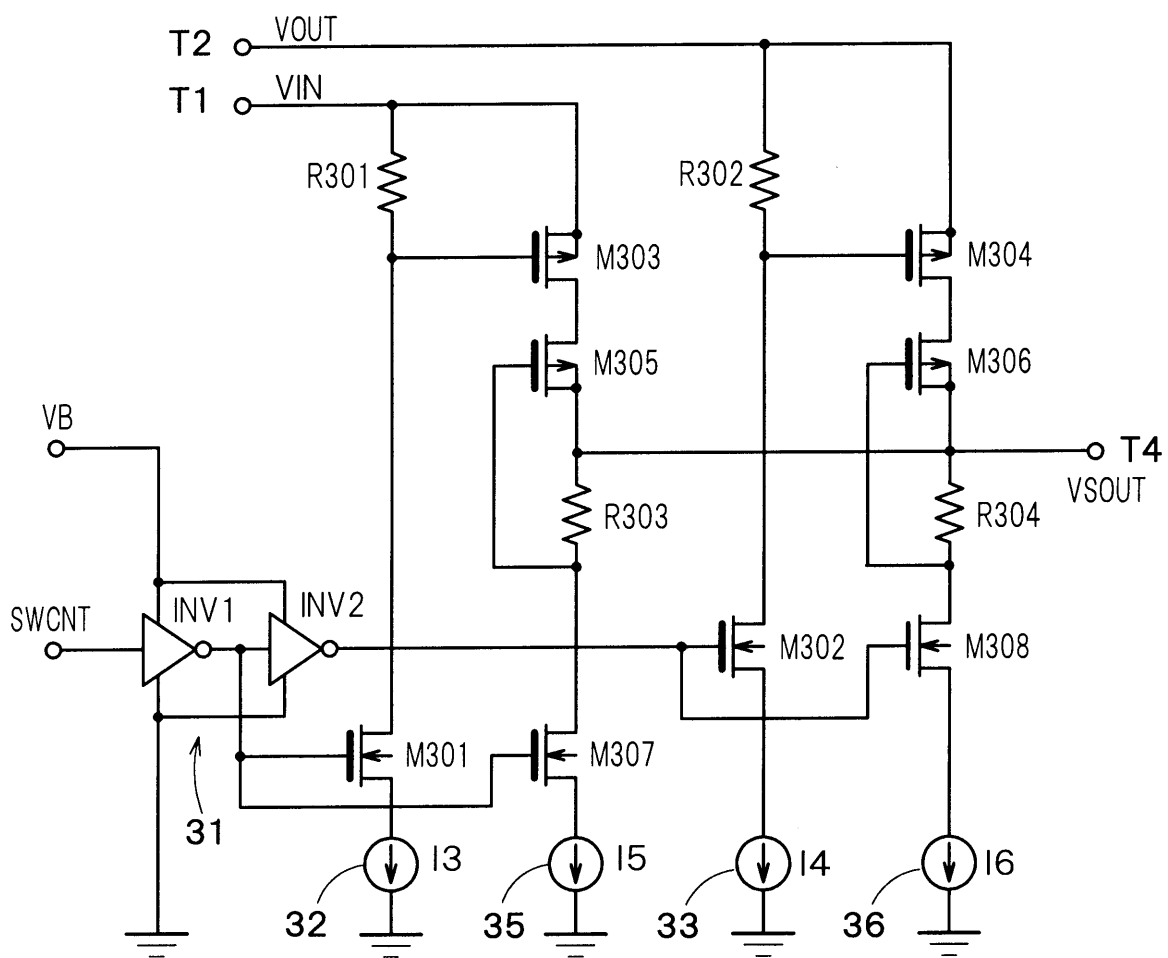 T2 VOUT
T1 VIN
R301
R302
M303
M304
M305
M306
VB
T4
VSOUT
R303
R304
SWCNT
INV1
INV2
M302
M308
M301
M307
31
I3
I5
I4
I6
32
35
33
36